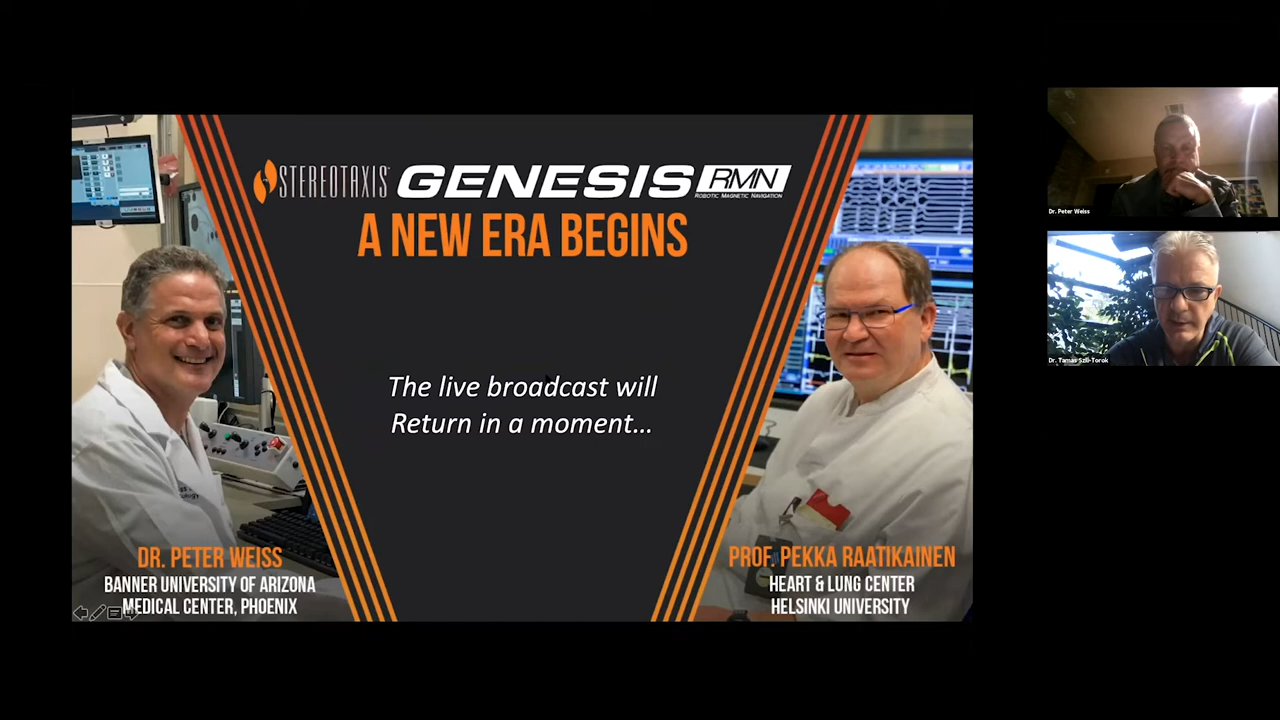 STEREOTAXIS GENESIS RMN
ROBOTIC MAGNETIC NAVIGATION
A NEW ERA BEGINS
The live broadcast will
Return in a moment...
DR. PETER WEISS
BANNER UNIVERSITY OF ARIZONA
MEDICAL CENTER, PHOENIX
PROF. PEKKA RAATIKAINEN
HEART & LUNG CENTER
HELSINKI UNIVERSITY
Dr. Peter Weiss
Dr. Tamas Szili-Torok